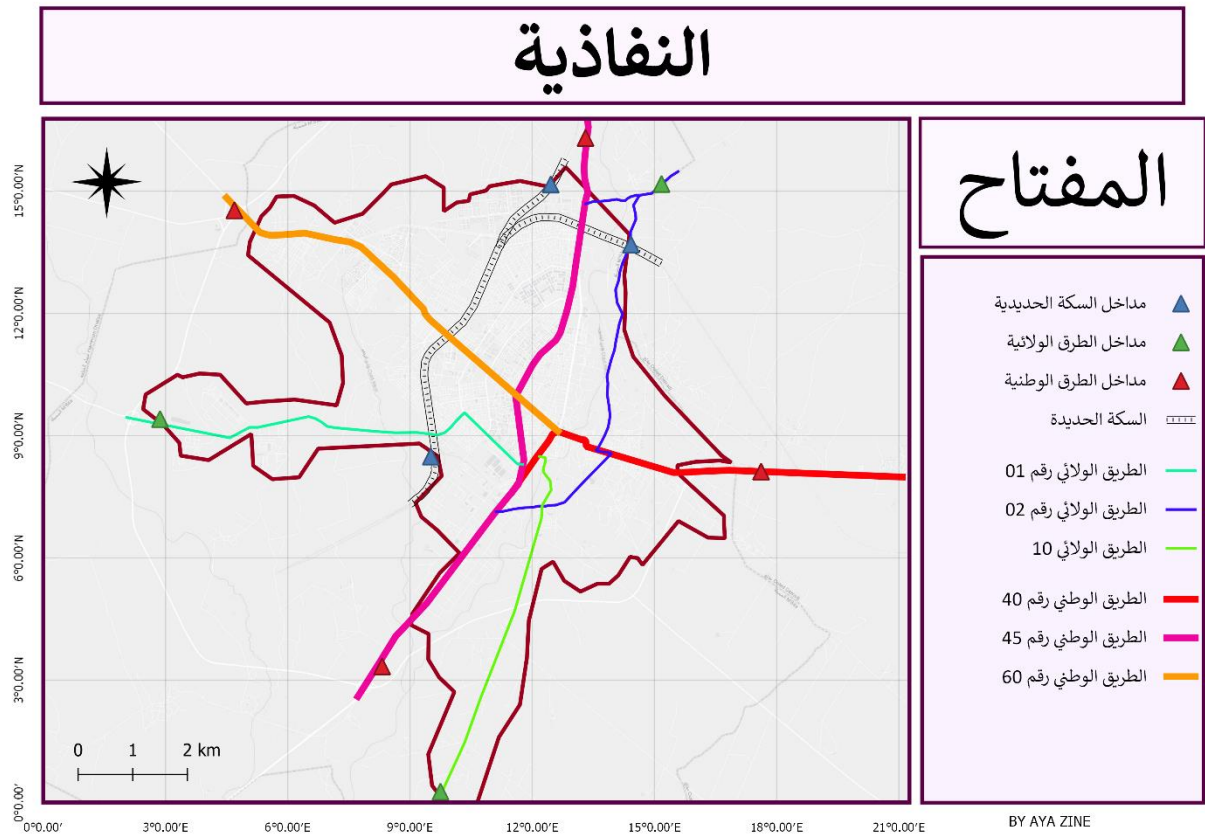 النفاذية
المفتاح
مداخل السكة الحديدية
مداخل الطرق الولائية
مداخل الطرق الوطنية
السكة الحديدة
الطريق الولائي رقم 01
الطريق الولائي رقم 02
الطريق الولائي 10
الطريق الوطني رقم 40
الطريق الوطني رقم 45
الطريق الوطني رقم 60
15°0.00'N
12°0.00'N
9°0.00'N
6°0.00'N
3°0.00'N
0°0.00'
0 1 2 km
0°0.00' 3°0.00'E 6°0.00'E 9°0.00'E 12°0.00'E 15°0.00'E 18°0.00'E 21°0.00'E
BY AYA ZINE